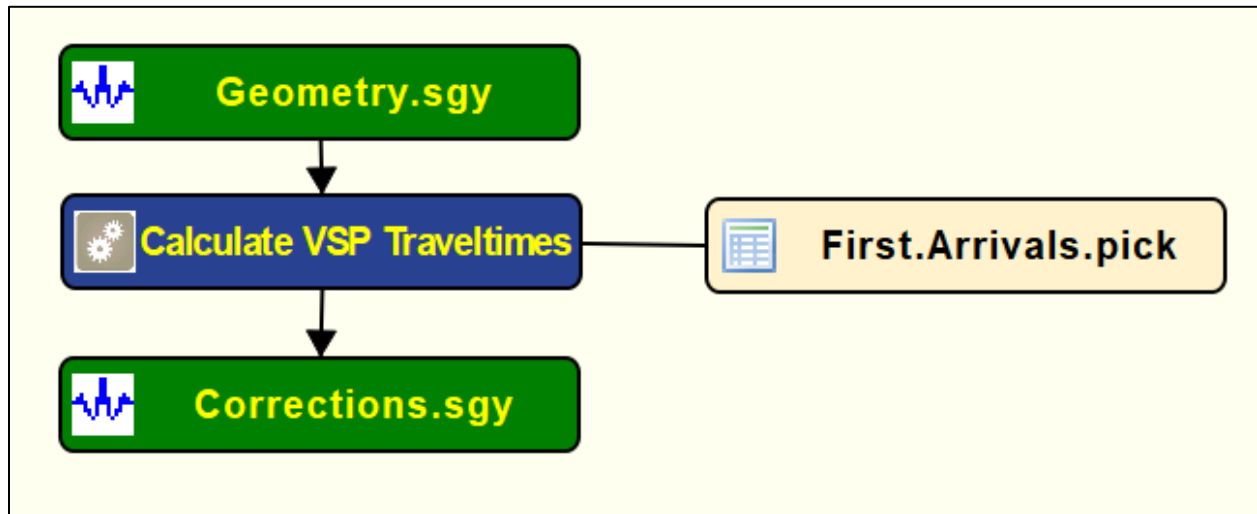 Geometry.sgy
Calculate VSP Traveltimes
First.Arrivals.pick
Corrections.sgy